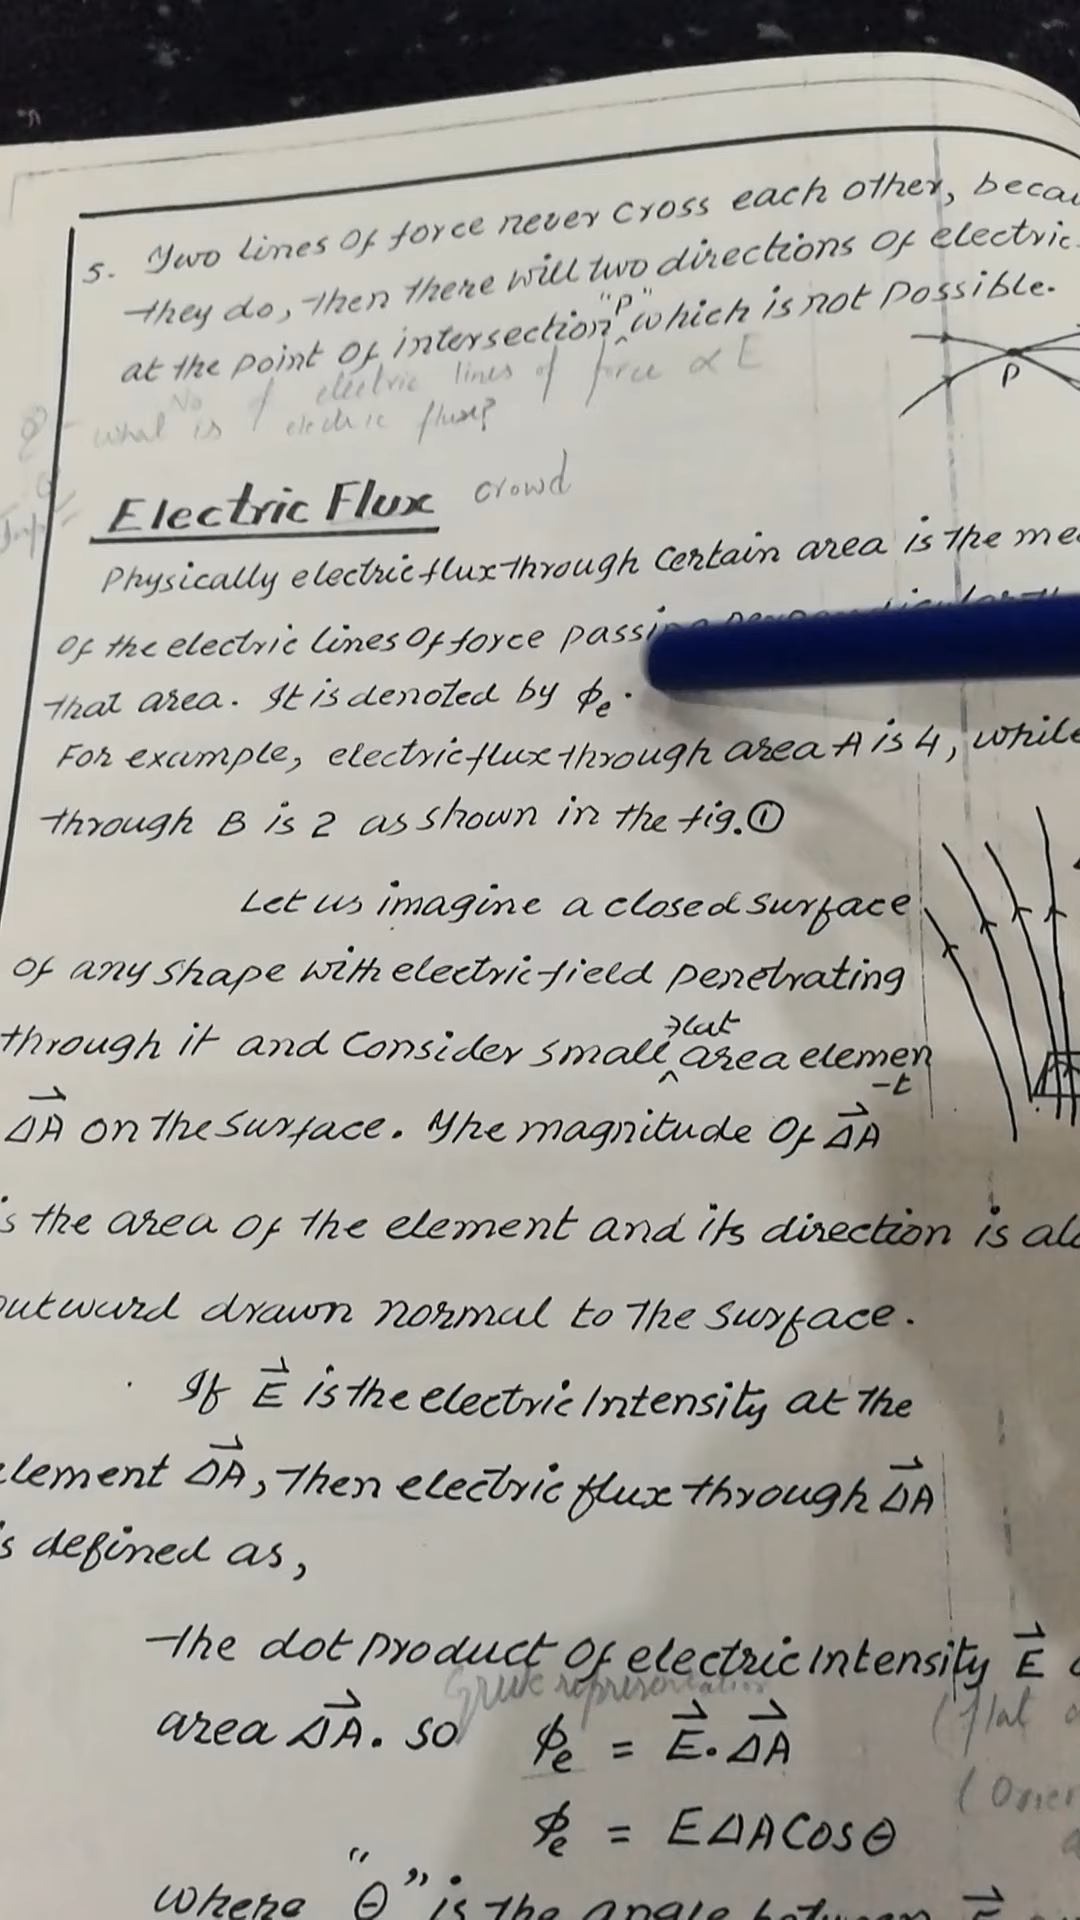 5. Two lines of force never cross each other,
they do, then there will two directions of electric
at the point of intersection "P" which is not possible.
No of electric lines of force ∝ E
P
what is electric flux?
Electric Flux crowd
Physically electric flux through certain area is the
of the electric lines of force
that area. It is denoted by ϕe.
For example, electric flux through area A is 4, while
through B is 2 as shown in the fig. ①
Let us imagine a closed surface
of any shape with electric field penetrating
through it and consider small flat area elemen
-t
ΔA⃗ on the surface. The magnitude of ΔA⃗
the area of the element and its direction is
outward drawn normal to the surface.
If E⃗ is the electric Intensity at the
element ΔA⃗, then electric flux through ΔA⃗
is defined as,
the dot product of electric intensity E⃗
representation
area ΔA⃗. so ϕe = E⃗.ΔA⃗
(flat
ϕe = EΔACosθ
where "θ" is the angle between E⃗